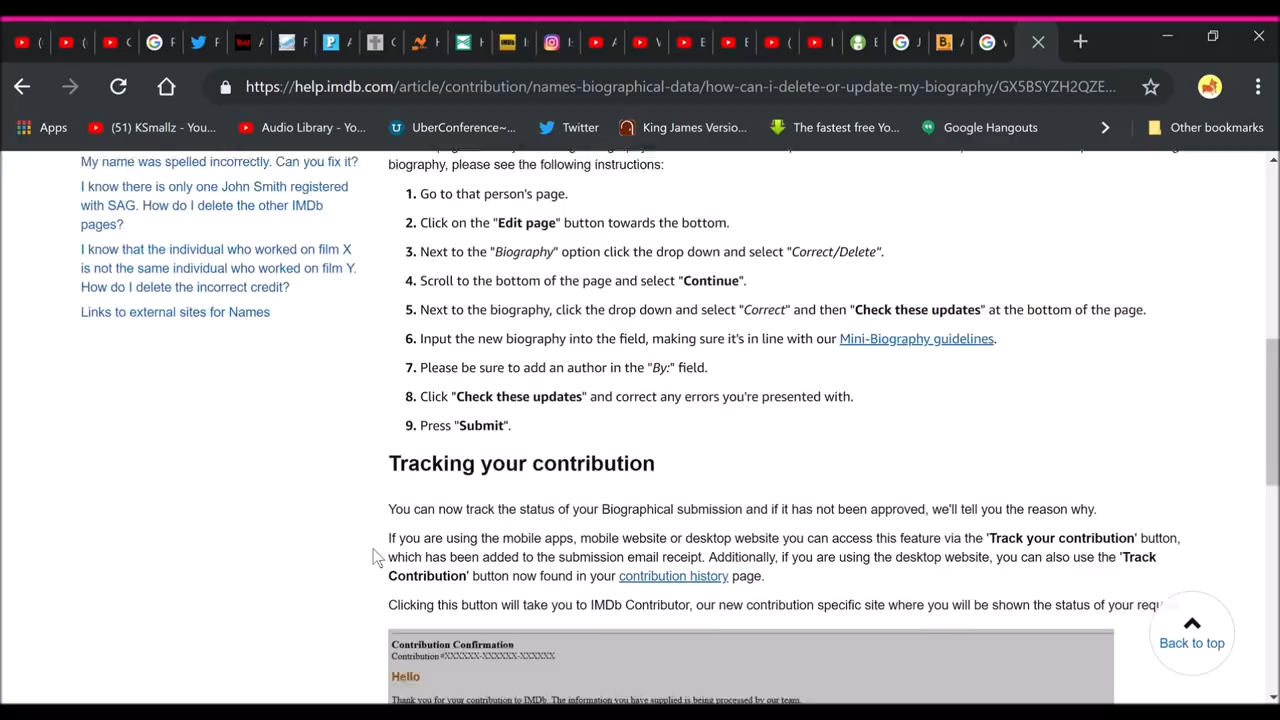 https://help.imdb.com/article/contribution/names-biographical-data/how-can-i-delete-or-update-my-biography/GX5BSYZH2QZE...
Apps
(51) KSmallz - You...
Audio Library - Yo...
UberConference~...
Twitter
King James Versio...
The fastest free Yo...
Google Hangouts
Other bookmarks
My name was spelled incorrectly. Can you fix it?
I know there is only one John Smith registered
with SAG. How do I delete the other IMDb
pages?
I know that the individual who worked on film X
is not the same individual who worked on film Y.
How do I delete the incorrect credit?
Links to external sites for Names
biography, please see the following instructions:
1. Go to that person's page.
2. Click on the "Edit page" button towards the bottom.
3. Next to the "Biography" option click the drop down and select "Correct/Delete".
4. Scroll to the bottom of the page and select "Continue".
5. Next to the biography, click the drop down and select "Correct" and then "Check these updates" at the bottom of the page.
6. Input the new biography into the field, making sure it's in line with our Mini-Biography guidelines.
7. Please be sure to add an author in the "By:" field.
8. Click "Check these updates" and correct any errors you're presented with.
9. Press "Submit".
Tracking your contribution
You can now track the status of your Biographical submission and if it has not been approved, we'll tell you the reason why.
If you are using the mobile apps, mobile website or desktop website you can access this feature via the 'Track your contribution' button,
which has been added to the submission email receipt. Additionally, if you are using the desktop website, you can also use the 'Track
Contribution' button now found in your contribution history page.
Clicking this button will take you to IMDb Contributor, our new contribution specific site where you will be shown the status of your
Back to top
Contribution Confirmation
Contribution #XXXXXX-XXXXXX-XXXXXX
Hello
Thank you for your contribution to IMDb. The information you have supplied is being processed by our team.